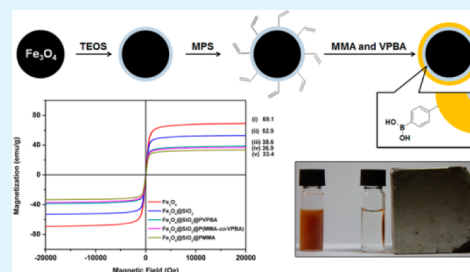 Fe₃O₄
TEOS
MPS
MMA and VPBA
HO
B
OH
Magnetization (emu/g)
80
40
0
-40
-80
(i) 69.1
(ii) 52.9
(iii) 38.6
(iv) 36.9
(v) 33.4
Fe₃O₄
Fe₃O₄@SiO₂
Fe₃O₄@SiO₂@PVPBA
Fe₃O₄@SiO₂@P(MMA-co-VPBA)
Fe₃O₄@SiO₂@PMMA
-20000
-10000
0
10000
20000
Magnetic Field (Oe)